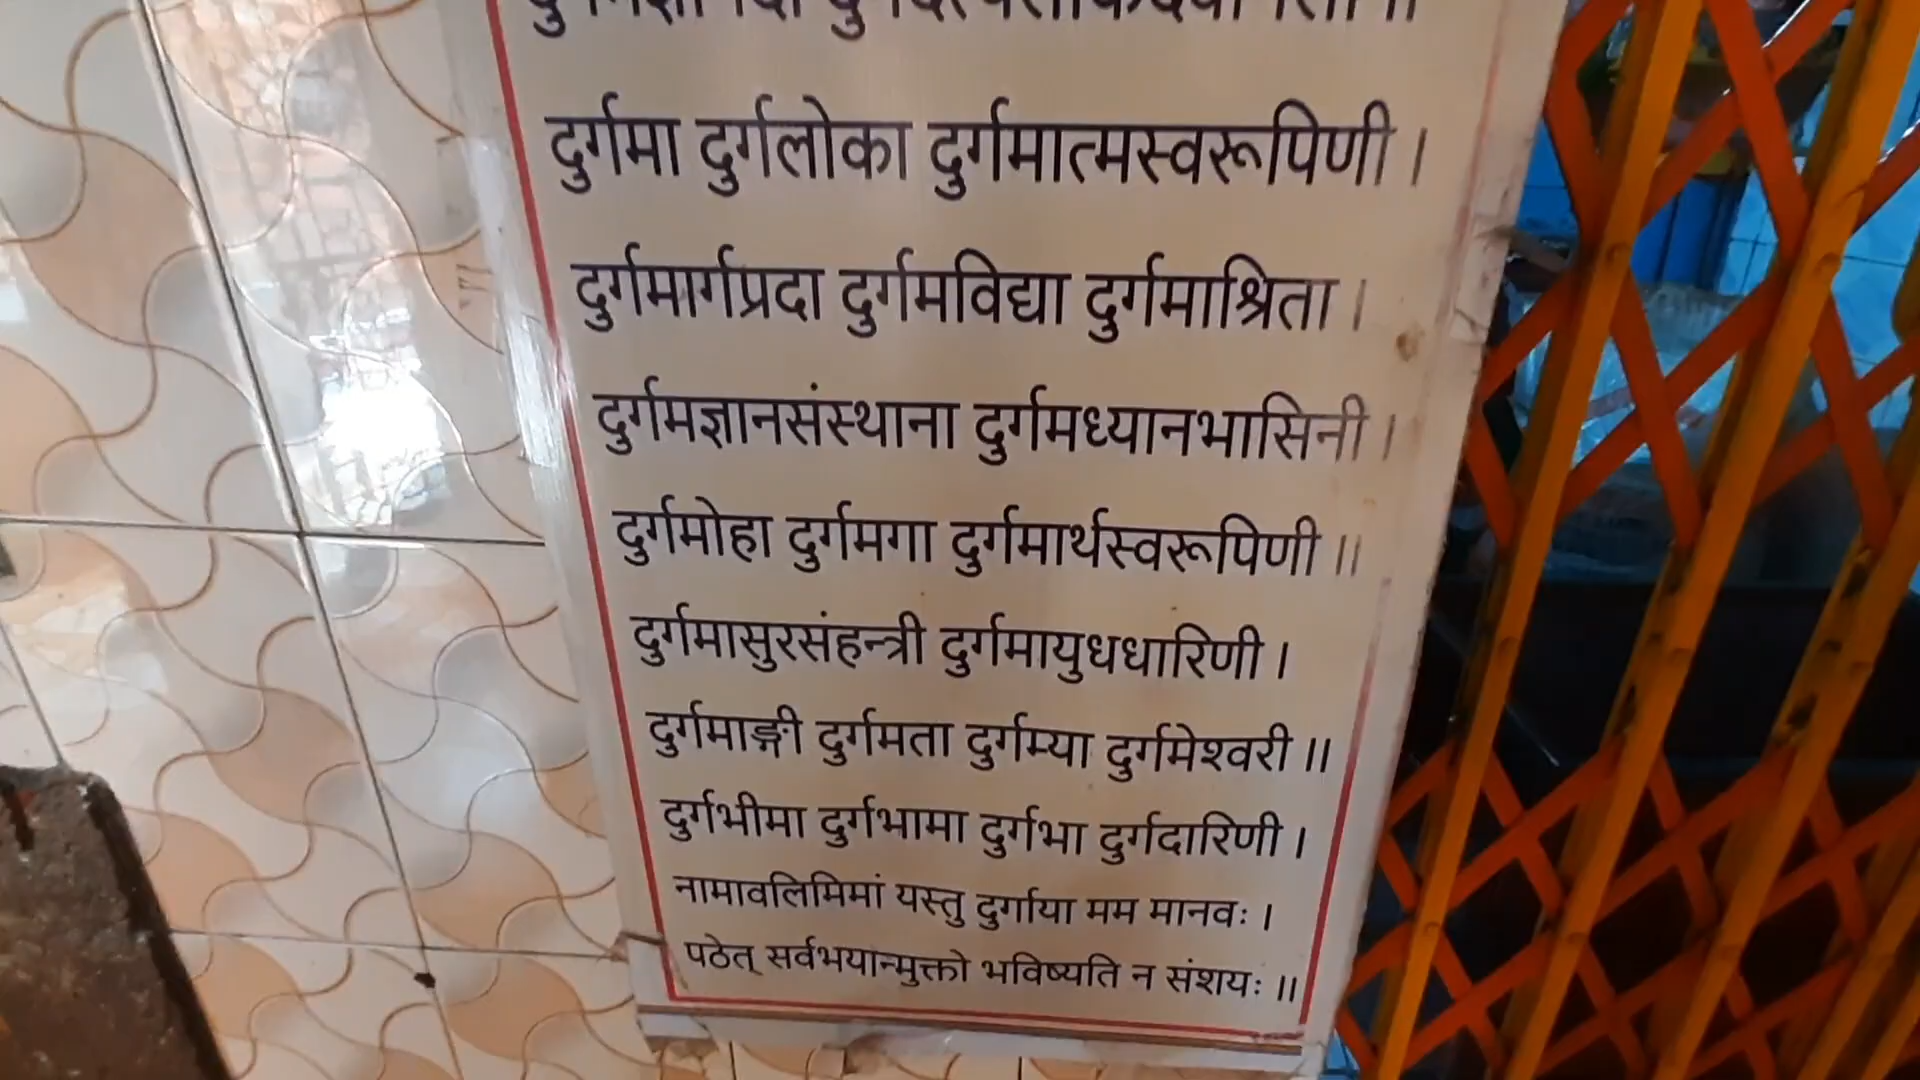 दुर्गमा दुर्गलोका दुर्गमात्मस्वरूपिणी ।
दुर्गमार्गप्रदा दुर्गमविद्या दुर्गमाश्रिता ।
दुर्गमज्ञानसंस्थाना दुर्गमध्यानभासिनी ।
दुर्गमोहा दुर्गमगा दुर्गमार्थस्वरूपिणी ॥
दुर्गमासुरसंहन्त्री दुर्गमायुधधारिणी ।
दुर्गमाङ्गी दुर्गमता दुर्गम्या दुर्गमेश्वरी ॥
दुर्गभीमा दुर्गभामा दुर्गभा दुर्गदारिणी ।
नामावलिमिमां यस्तु दुर्गाया मम मानवः ।
पठेत् सर्वभयान्मुक्तो भविष्यति न संशयः ॥